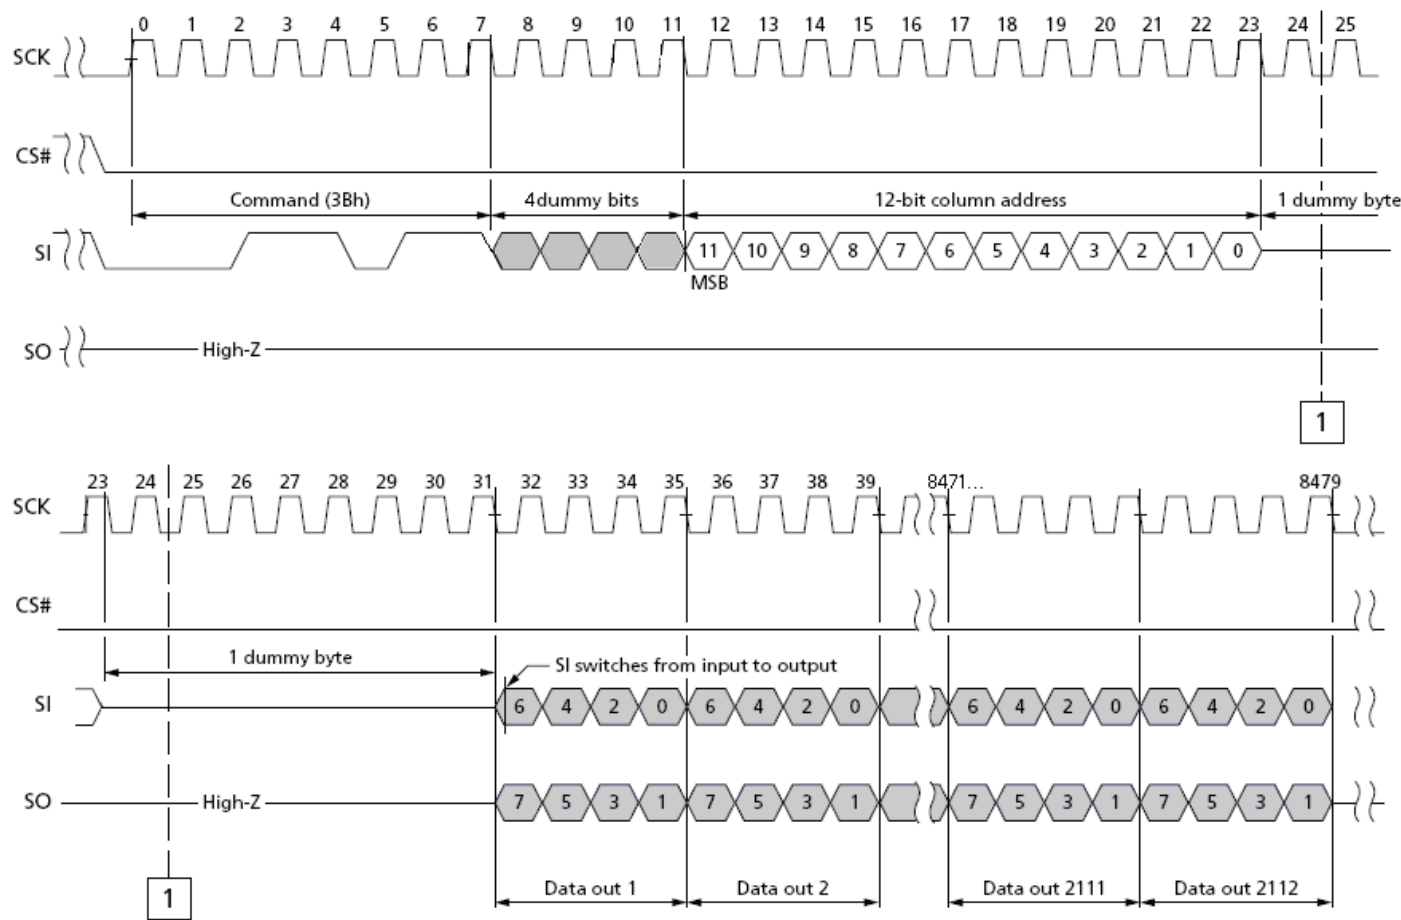 0 1 2 3 4 5 6 7 8 9 10 11 12 13 14 15 16 17 18 19 20 21 22 23 24 25
SCK
CS#
Command (3Bh) 4dummy bits 12-bit column address 1 dummy byte
SI 11 10 9 8 7 6 5 4 3 2 1 0
MSB
SO High-Z
1
23 24 25 26 27 28 29 30 31 32 33 34 35 36 37 38 39 8471... 8479
SCK
CS#
1 dummy byte SI switches from input to output
SI 6 4 2 0 6 4 2 0 6 4 2 0 6 4 2 0
SO High-Z 7 5 3 1 7 5 3 1 7 5 3 1 7 5 3 1
1 Data out 1 Data out 2 Data out 2111 Data out 2112